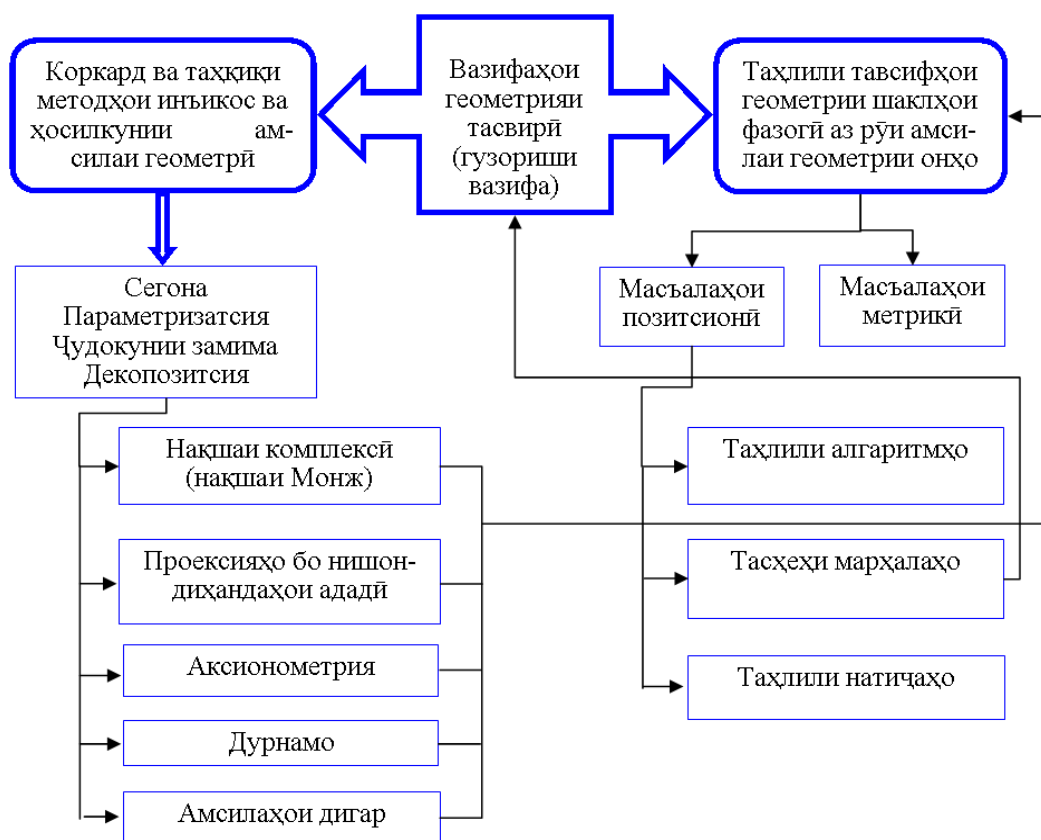 Коркард ва таҳқиқи
методҳои инъикос ва
ҳосилкунии ам-
силаи геометрӣ
Вазифаҳои
геометрияи
тасвирӣ
(гузориши
вазифа)
Таҳлили тавсифҳои
геометрии шаклҳои
фазогӣ аз рӯи амси-
лаи геометрии онҳо
Сегона
Параметризатсия
Ҷудокунии замима
Декопозитсия
Масъалаҳои
позитсионӣ
Масъалаҳои
метрикӣ
Нақшаи комплексӣ
(нақшаи Монж)
Проексияҳо бо нишон-
диҳандаҳои ададӣ
Аксионометрия
Дурнамо
Амсилаҳои дигар
Таҳлили алгаритмҳо
Тасҳеҳи марҳалаҳо
Таҳлили натиҷаҳо